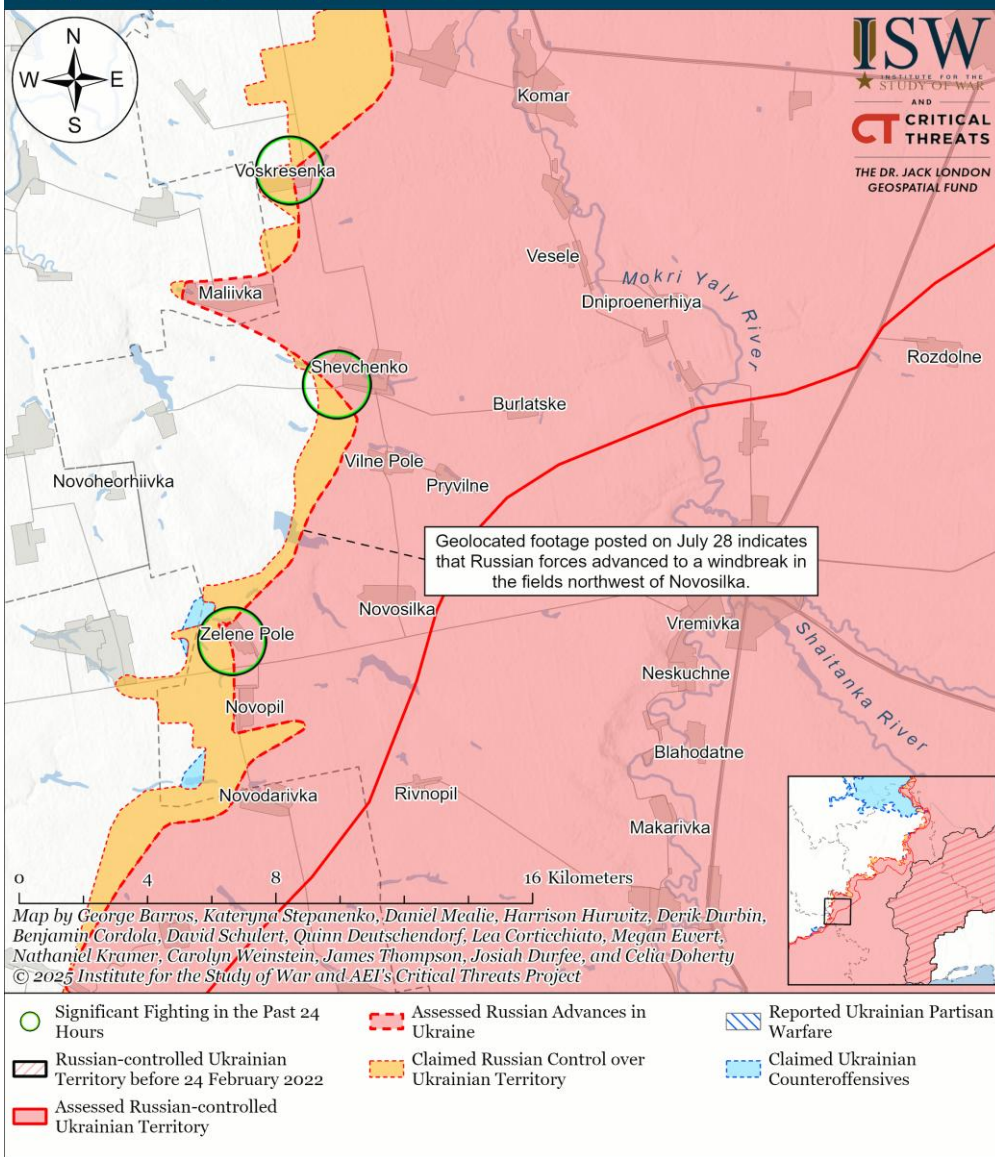 N
W
E
S
ISW
INSTITUTE FOR THE
STUDY OF WAR
AND
CT CRITICAL
THREATS
THE DR. JACK LONDON
GEOSPATIAL FUND
Komar
Voskresenka
Vesele
Mokri Yaly River
Maliivka
Dniproenerhiya
Shevchenko
Rozdolne
Burlatske
Vilne Pole
Novoheorhiivka
Pryvilne
Geolocated footage posted on July 28 indicates
that Russian forces advanced to a windbreak in
the fields northwest of Novosilka.
Novosilka
Zelene Pole
Vremivka
Shaitanka River
Neskuchne
Novopil
Blahodatne
Novodarivka
Rivnopil
Makarivka
0 4 8 16 Kilometers
Map by George Barros, Kateryna Stepanenko, Daniel Mealie, Harrison Hurwitz, Derik Durbin,
Benjamin Cordola, David Schulert, Quinn Deutschendorf, Lea Corticchiato, Megan Ewert,
Nathaniel Kramer, Carolyn Weinstein, James Thompson, Josiah Durfee, and Celia Doherty
© 2025 Institute for the Study of War and AEI's Critical Threats Project
Significant Fighting in the Past 24
Hours
Russian-controlled Ukrainian
Territory before 24 February 2022
Assessed Russian-controlled
Ukrainian Territory
Assessed Russian Advances in
Ukraine
Claimed Russian Control over
Ukrainian Territory
Reported Ukrainian Partisan
Warfare
Claimed Ukrainian
Counteroffensives